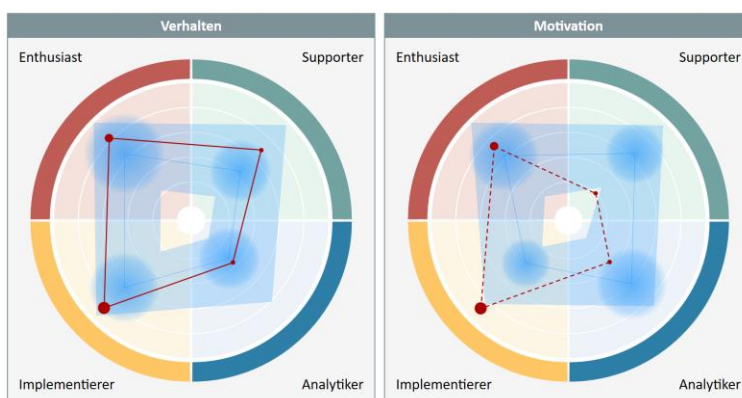 Verhalten
Enthusiast
Supporter
Implementierer
Analytiker
Motivation
Enthusiast
Supporter
Implementierer
Analytiker